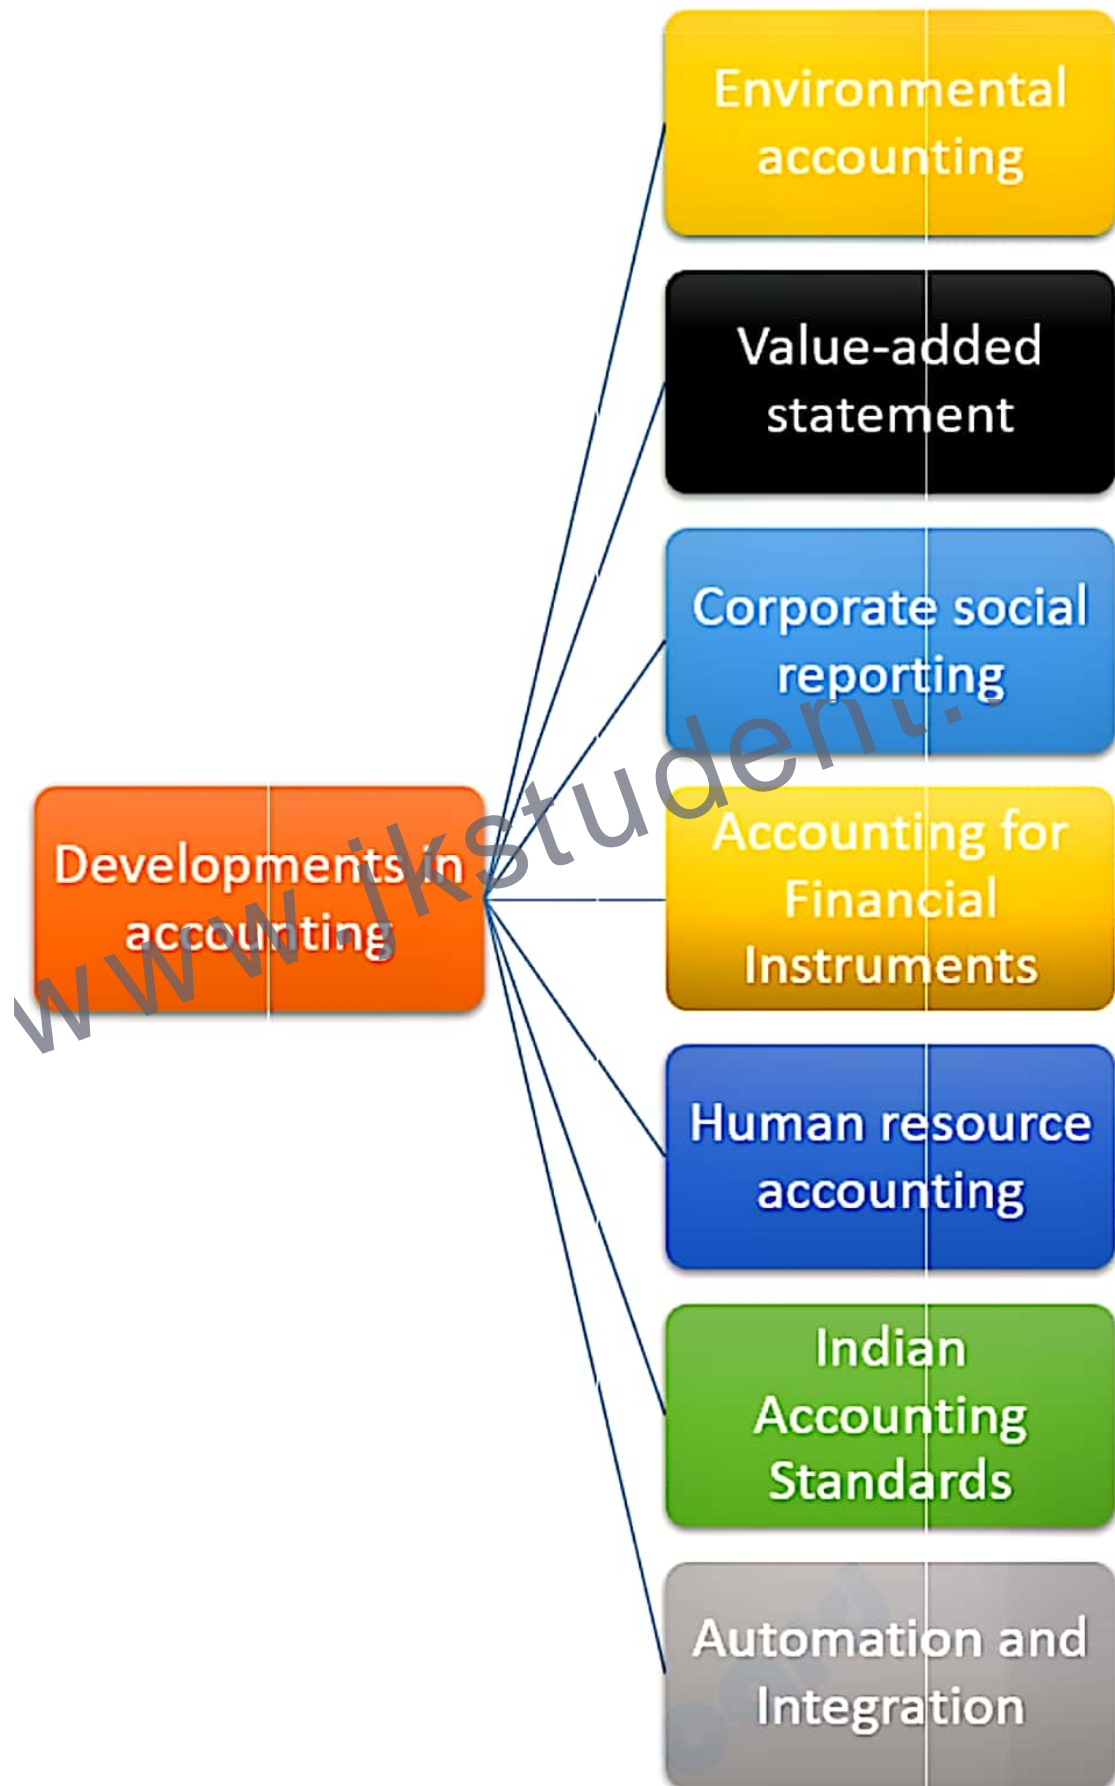 Environmental
accounting
Value-added
statement
Corporate social
reporting
Developments in
accounting
Accounting for
Financial
Instruments
Human resource
accounting
Indian
Accounting
Standards
Automation and
Integration
www.jkstudent.